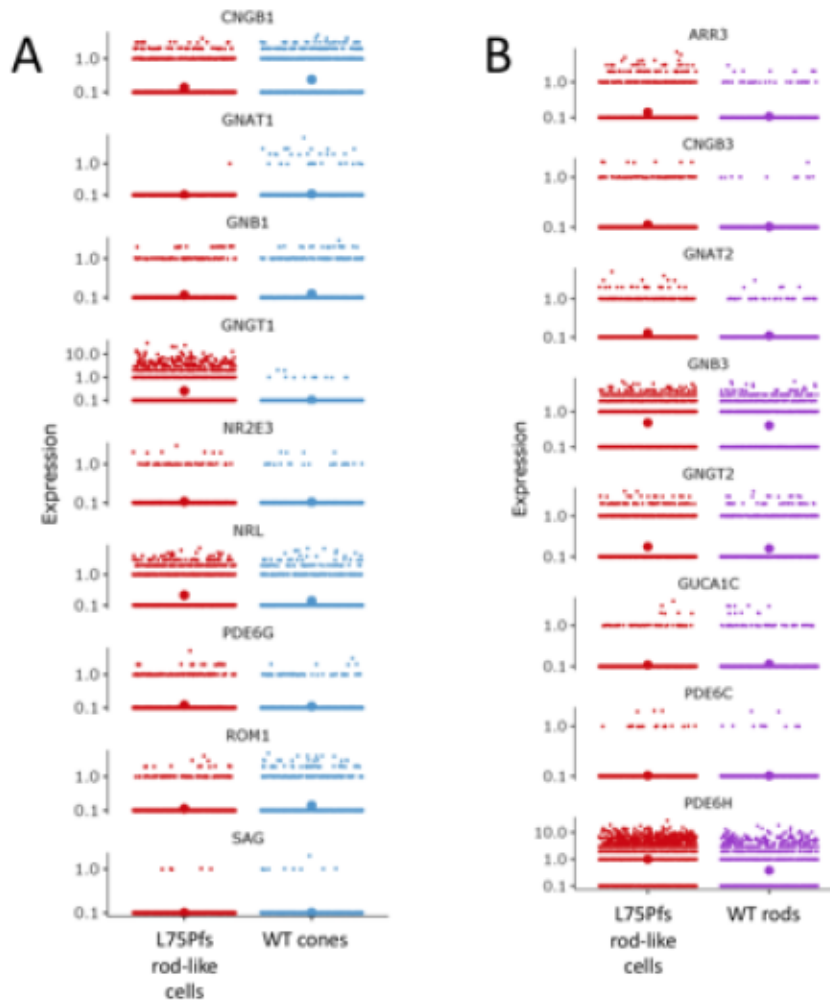 A
CNGB1
1.0
0.1
GNAT1
1.0
0.1
GNB1
1.0
0.1
GNGT1
10.0
1.0
0.1
NR2E3
1.0
0.1
NRL
1.0
0.1
PDE6G
1.0
0.1
ROM1
1.0
0.1
SAG
1.0
0.1
Expression
L75Pfs
rod-like
cells
WT cones
B
ARR3
1.0
0.1
CNGB3
1.0
0.1
GNAT2
1.0
0.1
GNB3
1.0
0.1
GNGT2
1.0
0.1
GUCA1C
1.0
0.1
PDE6C
1.0
0.1
PDE6H
10.0
1.0
0.1
Expression
L75Pfs
rod-like
cells
WT rods